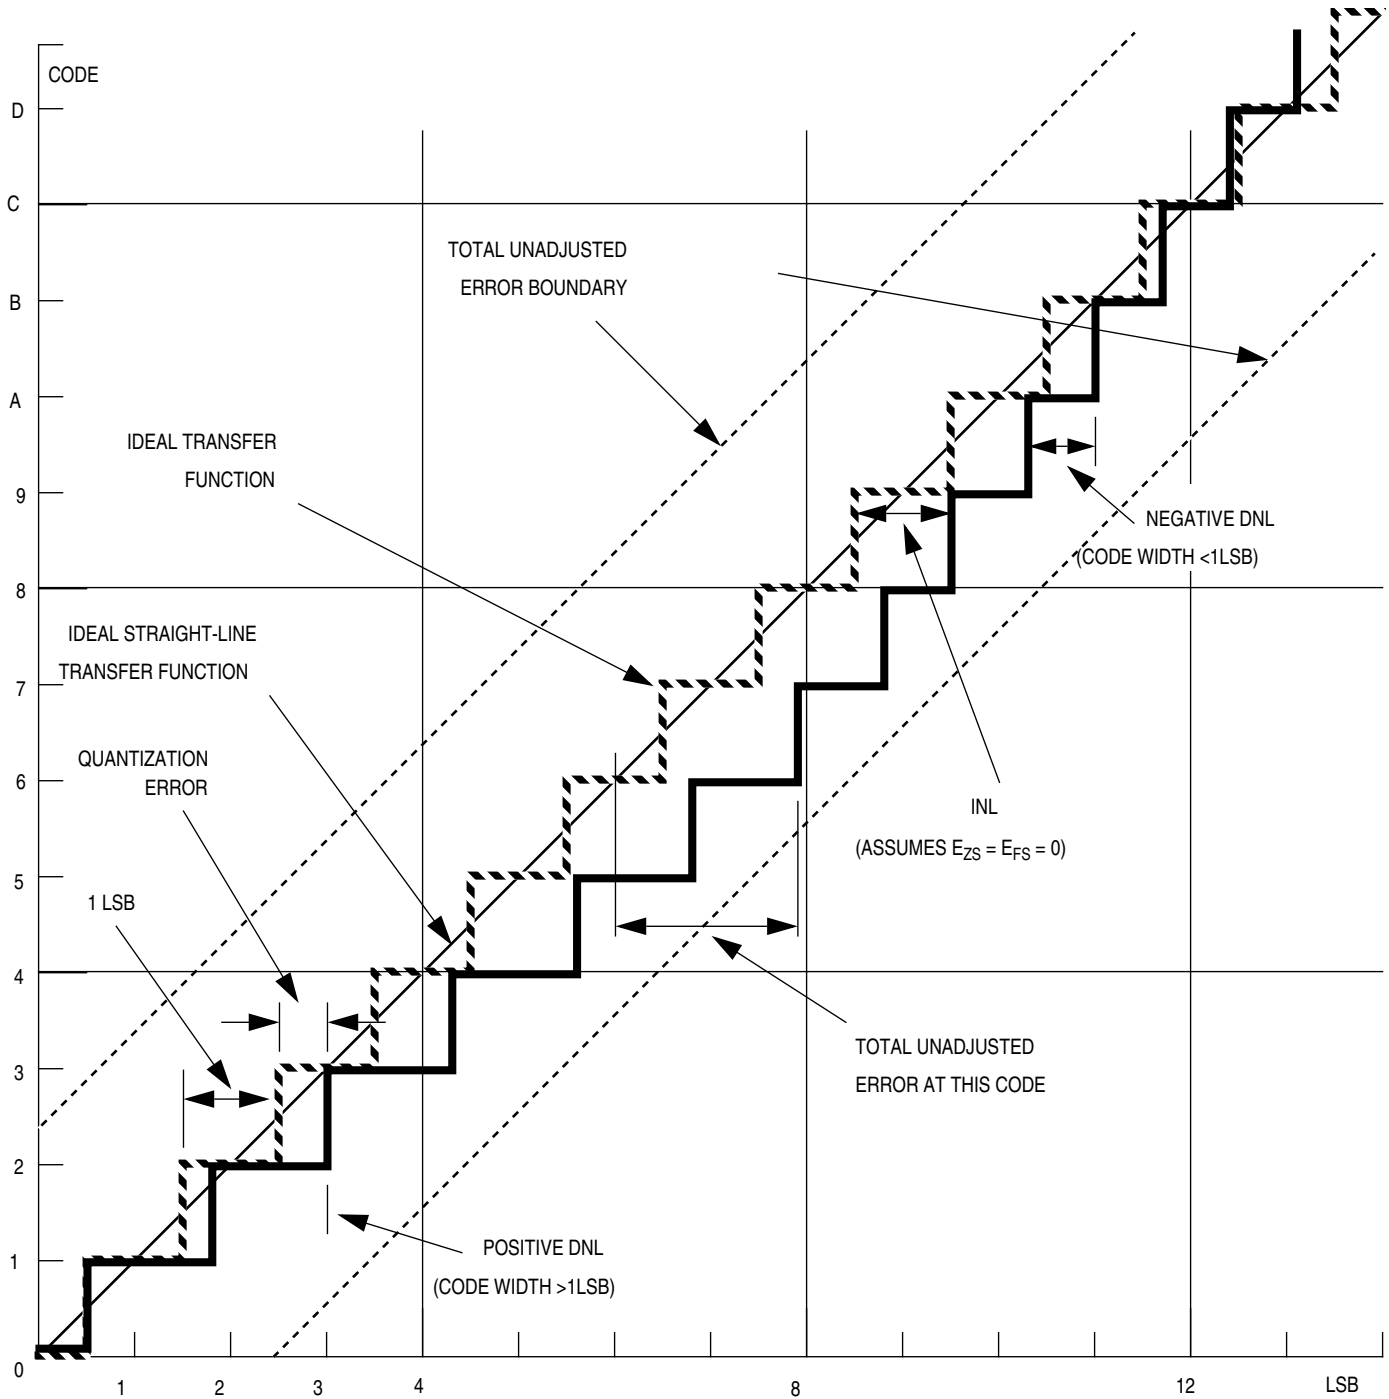 CODE
D
C
TOTAL UNADJUSTED
ERROR BOUNDARY
B
A
IDEAL TRANSFER
FUNCTION
9
NEGATIVE DNL
(CODE WIDTH <1LSB)
8
IDEAL STRAIGHT-LINE
TRANSFER FUNCTION
7
QUANTIZATION
ERROR
6
INL
(ASSUMES EZS = EFS = 0)
5
1 LSB
4
TOTAL UNADJUSTED
ERROR AT THIS CODE
3
2
POSITIVE DNL
(CODE WIDTH >1LSB)
1
0
1 2 3 4 8 12 LSB